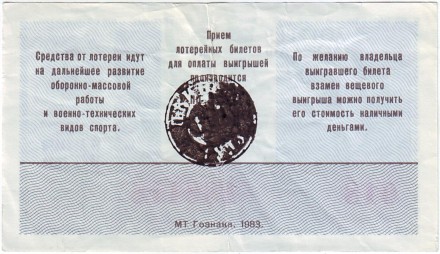 Средства от лотереи идут
на дальнейшее развитие
оборонно-массовой
работы
и военно-технических
видов спорта.
Прием
лотерейных билетов
для оплаты выигрышей
производится
По желанию владельца
выигравшего билета
взамен вещевого
выигрыша можно получить
его стоимость наличными
деньгами.
МТ Гознака. 1983.